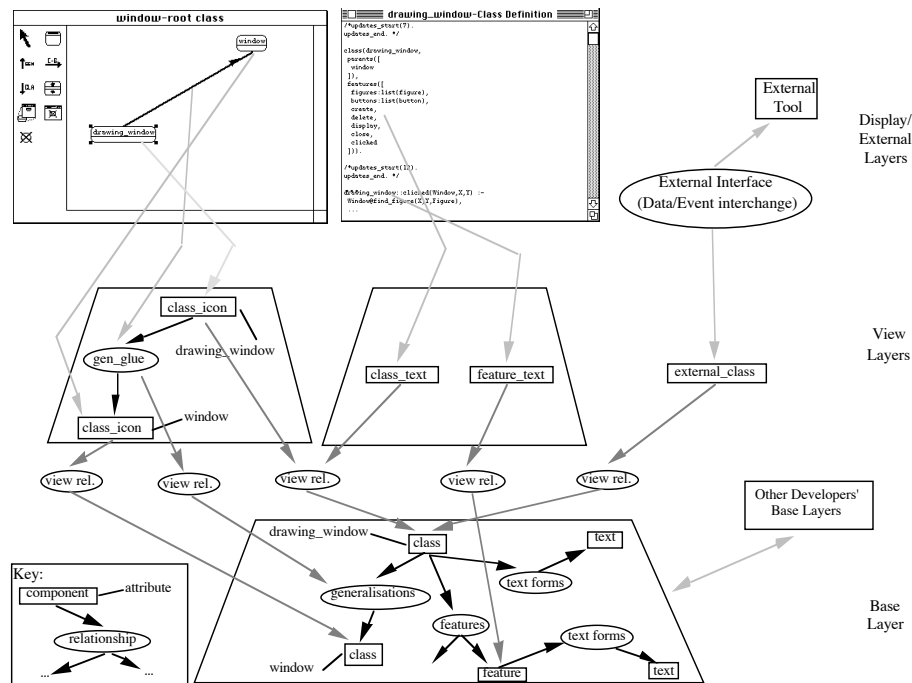 window-root class
window
drawing_window
drawing_window-Class Definition
/*updates_start(7).
updates_end. */
class(drawing_window,
parents([
window
]),
features([
figures:list(figure),
buttons:list(button),
create,
delete,
display,
close,
clicked
])).
/*updates_start(12).
updates_end. */
Window@find_figure(X,Y,Figure),
...
External
Tool
Display/
External
Layers
External Interface
(Data/Event interchange)
class_icon
drawing_window
gen_glue
class_icon
window
class_text
feature_text
external_class
View
Layers
view rel.
view rel.
view rel.
view rel.
view rel.
Other Developers'
Base Layers
drawing_window
class
text
text forms
generalisations
features
class
window
text forms
feature
text
Base
Layer
Key:
component
attribute
relationship
...
...